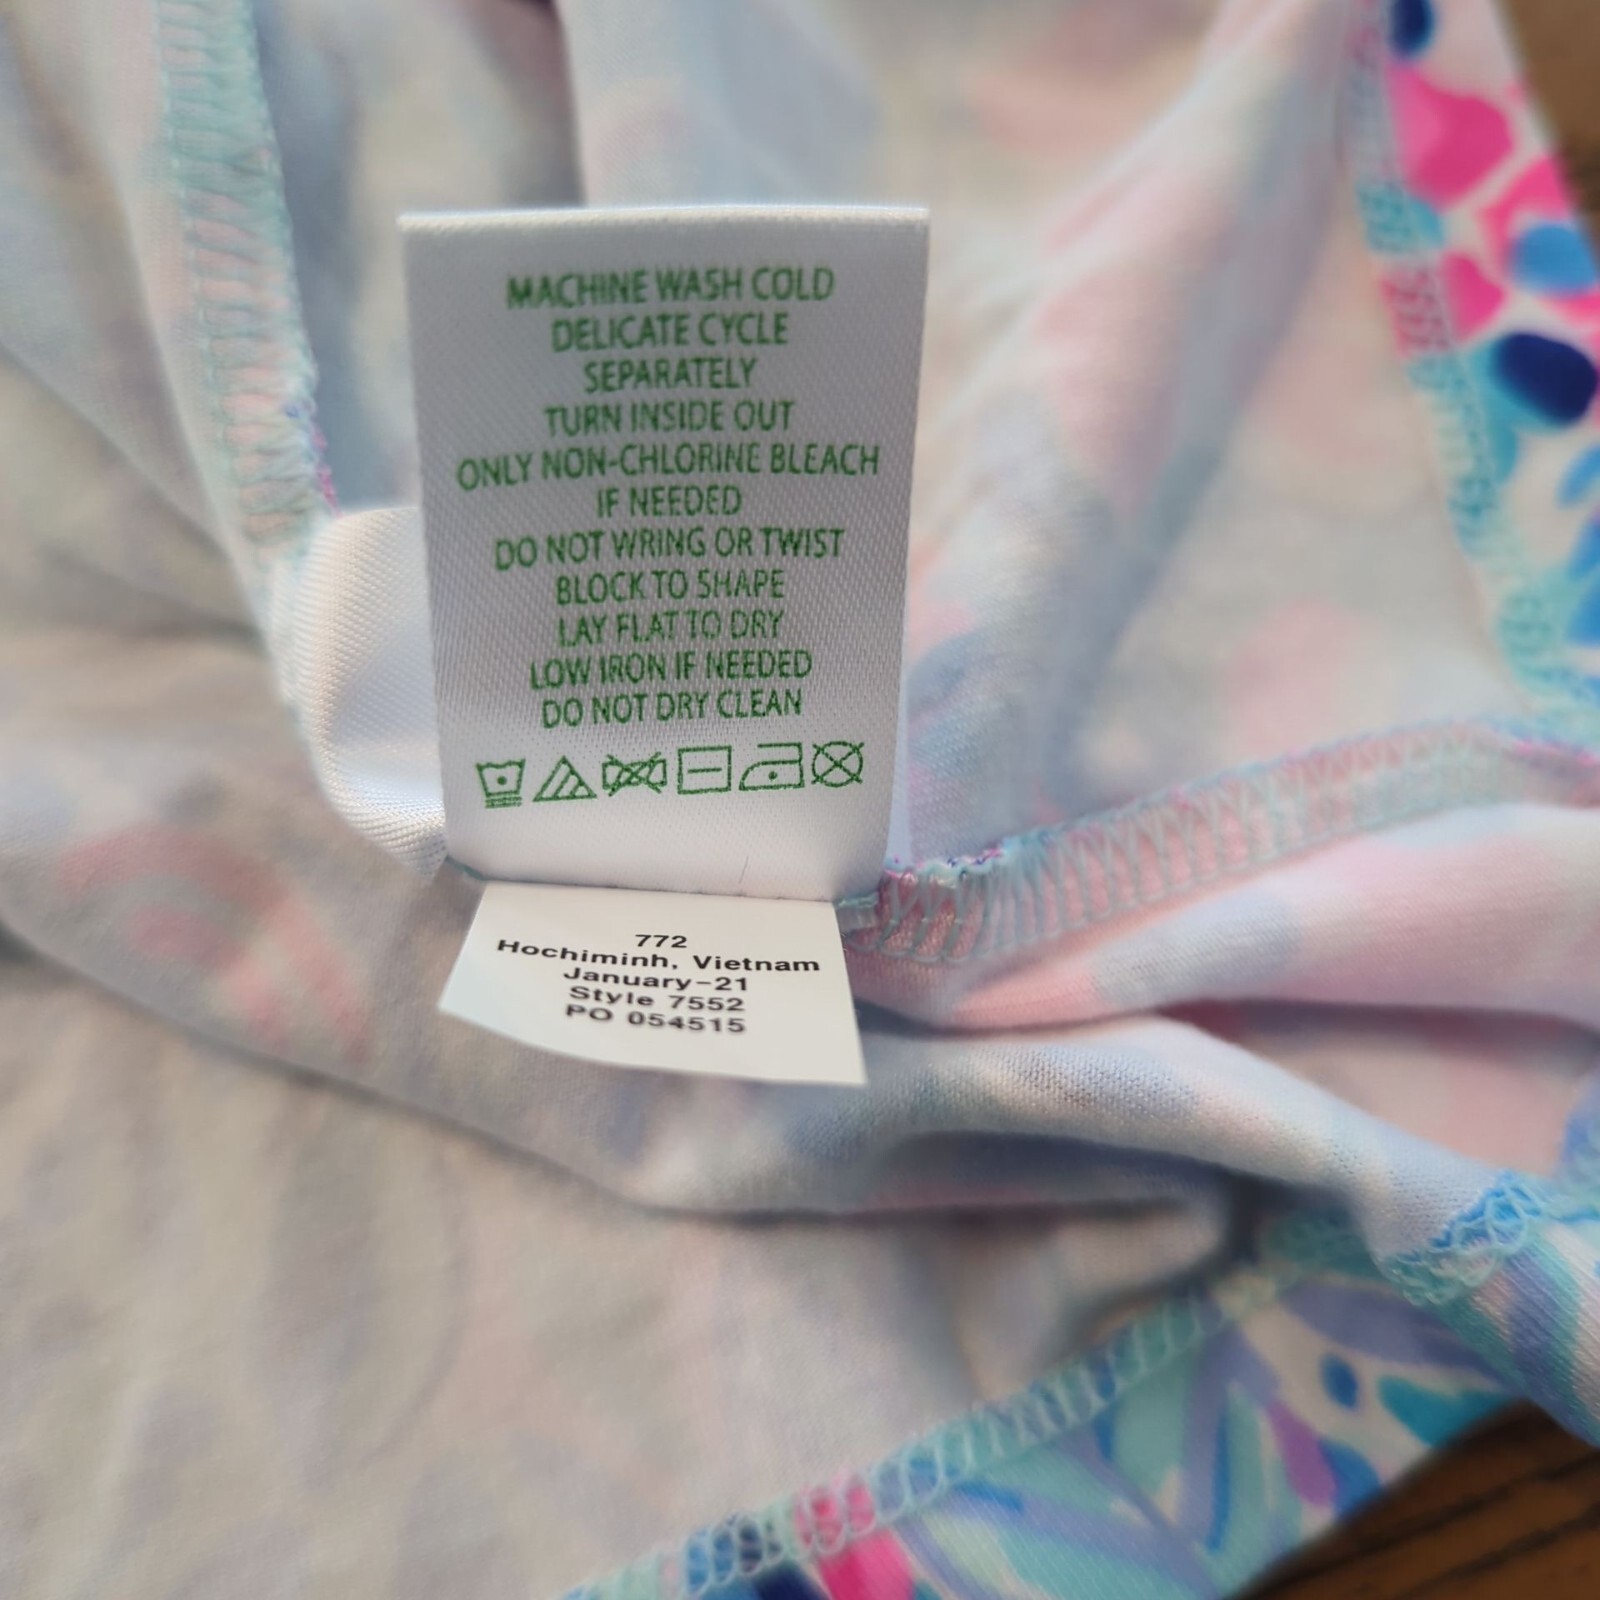 MACHINE WASH COLD
DELICATE CYCLE
SEPARATELY
TURN INSIDE OUT
ONLY NON-CHLORINE BLEACH
IF NEEDED
DO NOT WRING OR TWIST
BLOCK TO SHAPE
LAY FLAT TO DRY
LOW IRON IF NEEDED
DO NOT DRY CLEAN
772
Hochiminh, Vietnam
January-21
Style 7552
PO 054515